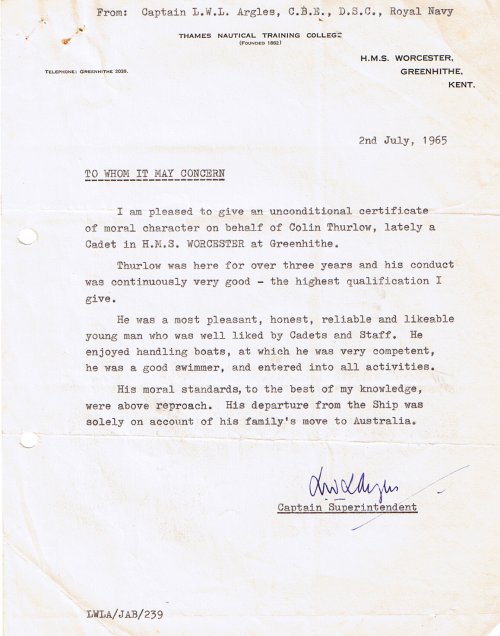 From: Captain L.W.L. Argles, C.B.E., D.S.C., Royal Navy
THAMES NAUTICAL TRAINING COLLEGE
(FOUNDED 1862)
H.M.S. WORCESTER,
TELEPHONE: GREENHITHE 2039.
GREENHITHE,
KENT.
2nd July, 1965
TO WHOM IT MAY CONCERN
I am pleased to give an unconditional certificate
of moral character on behalf of Colin Thurlow, lately a
Cadet in H.M.S. WORCESTER at Greenhithe.
Thurlow was here for over three years and his conduct
was continuously very good - the highest qualification I
give.
He was a most pleasant, honest, reliable and likeable
young man who was well liked by Cadets and Staff. He
enjoyed handling boats, at which he was very competent,
he was a good swimmer, and entered into all activities.
His moral standards, to the best of my knowledge,
were above reproach. His departure from the Ship was
solely on account of his family's move to Australia.
LWLArgles
Captain Superintendent
LWLA/JAB/239